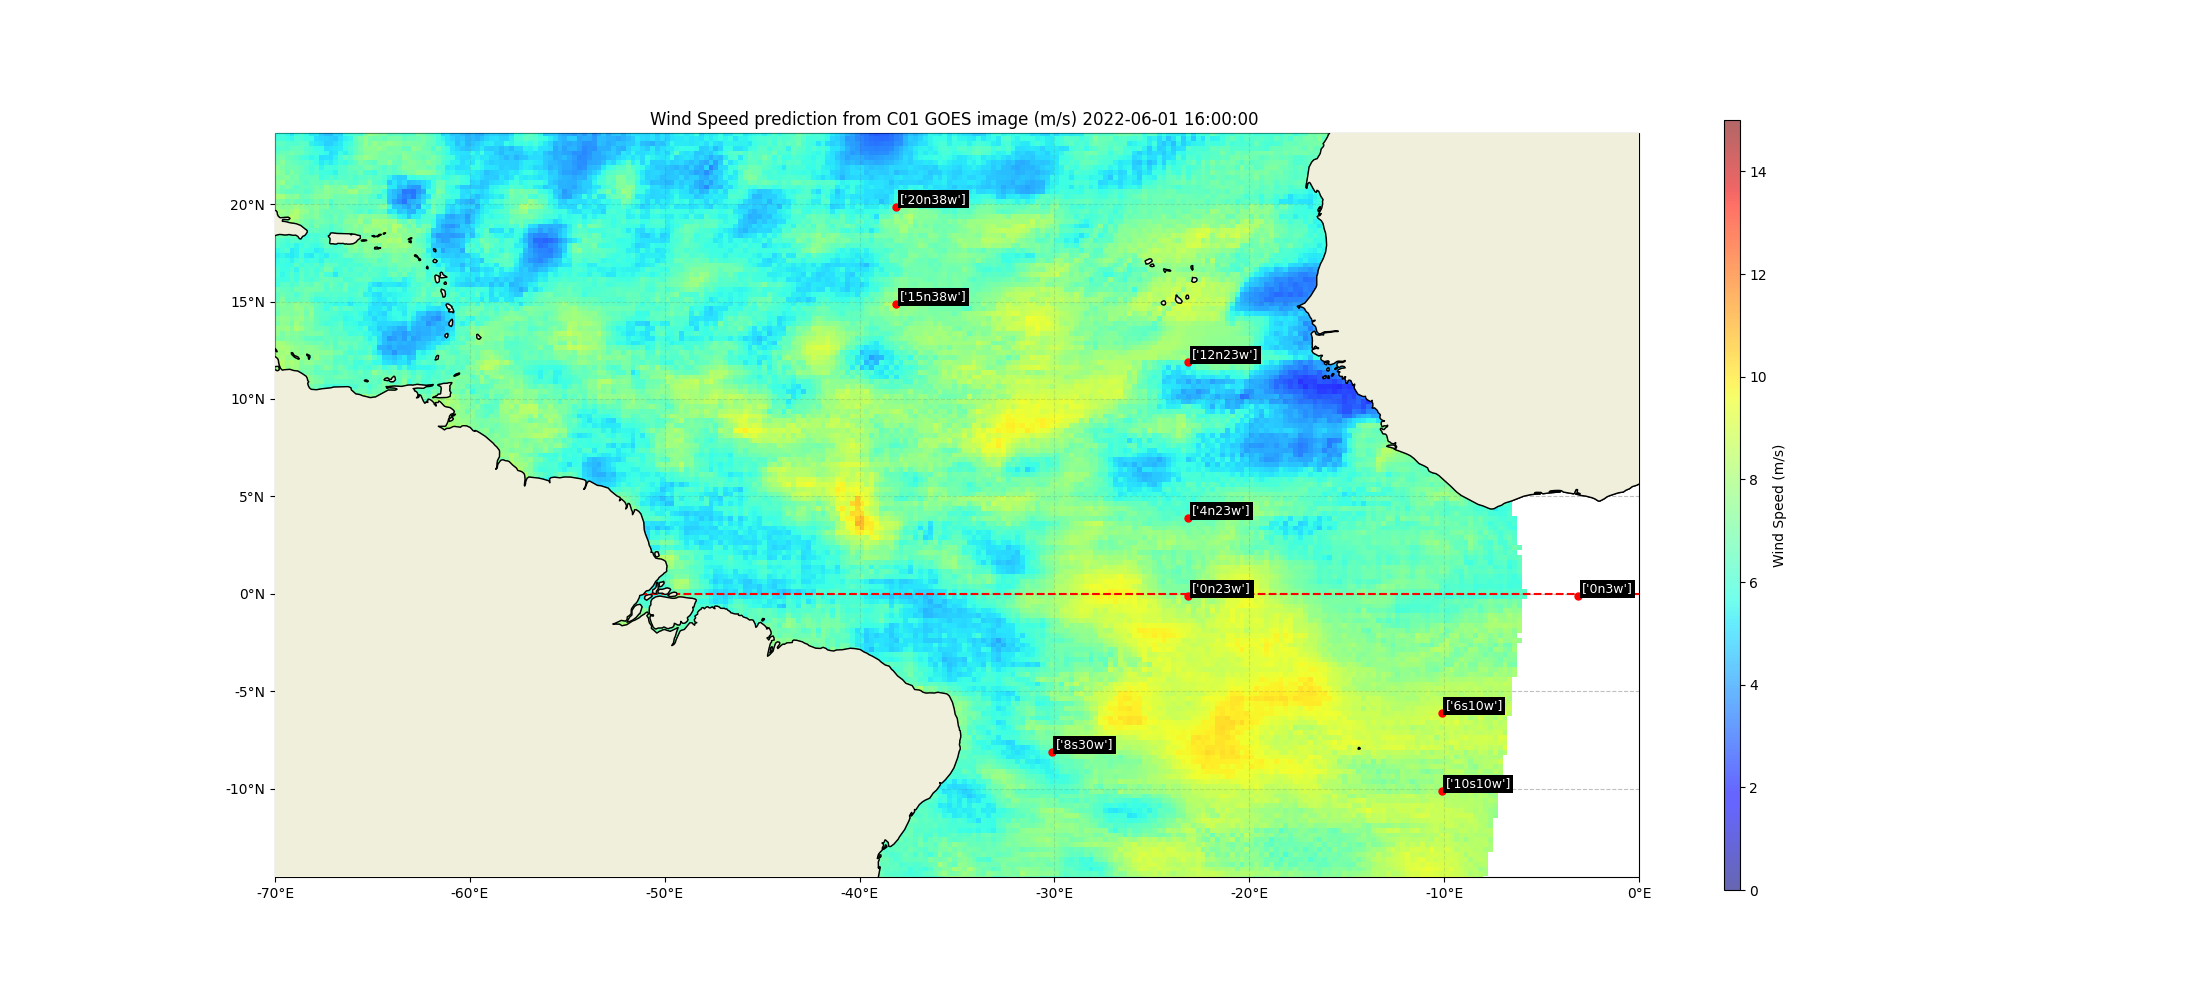 Wind Speed prediction from C01 GOES image (m/s) 2022-06-01 16:00:00
20°N
15°N
10°N
5°N
0°N
-5°N
-10°N
['20n38w']
['15n38w']
['12n23w']
['4n23w']
['0n23w']
['0n3w']
['6s10w']
['8s30w']
['10s10w']
-70°E
-60°E
-50°E
-40°E
-30°E
-20°E
-10°E
0°E
14
12
10
8
6
4
2
0
Wind Speed (m/s)